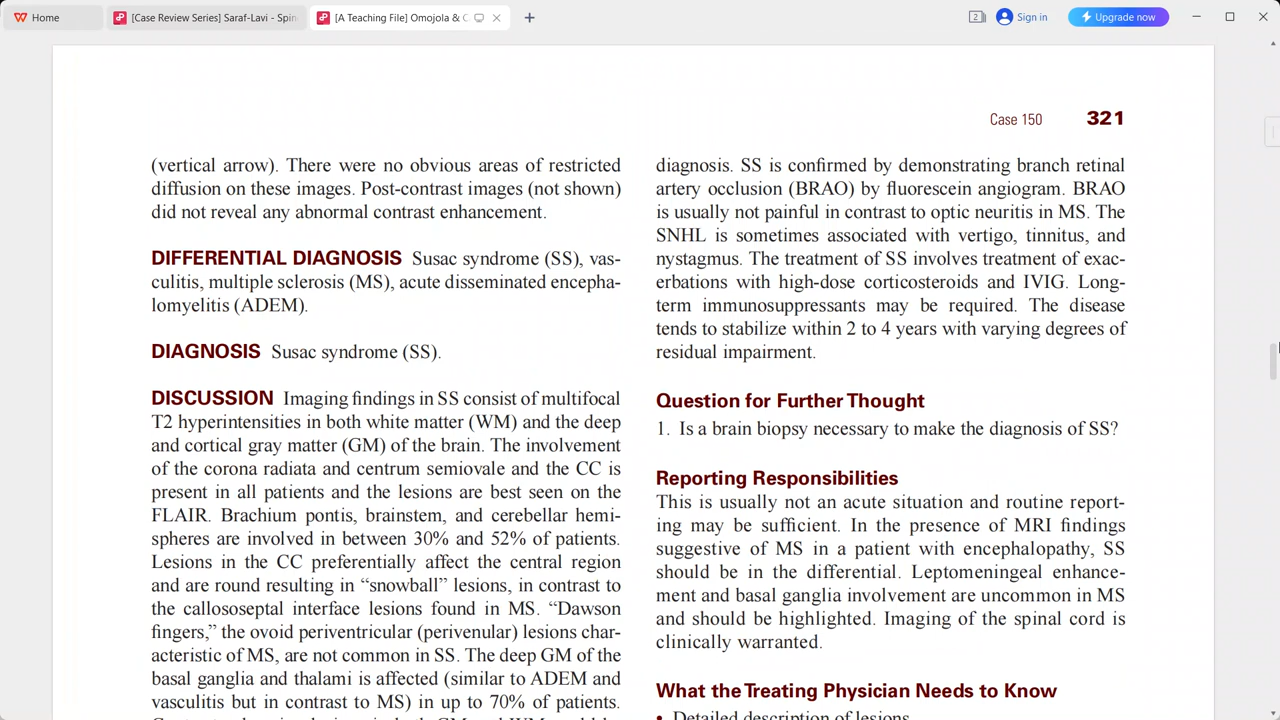 Home
[Case Review Series] Saraf-Lavi - Spin
[A Teaching File] Omojola & C
2
Sign in
Upgrade now
Case 150 321
(vertical arrow). There were no obvious areas of restricted
diffusion on these images. Post-contrast images (not shown)
did not reveal any abnormal contrast enhancement.
DIFFERENTIAL DIAGNOSIS Susac syndrome (SS), vas-
culitis, multiple sclerosis (MS), acute disseminated encepha-
lomyelitis (ADEM).
DIAGNOSIS Susac syndrome (SS).
DISCUSSION Imaging findings in SS consist of multifocal
T2 hyperintensities in both white matter (WM) and the deep
and cortical gray matter (GM) of the brain. The involvement
of the corona radiata and centrum semiovale and the CC is
present in all patients and the lesions are best seen on the
FLAIR. Brachium pontis, brainstem, and cerebellar hemi-
spheres are involved in between 30% and 52% of patients.
Lesions in the CC preferentially affect the central region
and are round resulting in “snowball” lesions, in contrast to
the callososeptal interface lesions found in MS. “Dawson
fingers,” the ovoid periventricular (perivenular) lesions char-
acteristic of MS, are not common in SS. The deep GM of the
basal ganglia and thalami is affected (similar to ADEM and
vasculitis but in contrast to MS) in up to 70% of patients.
diagnosis. SS is confirmed by demonstrating branch retinal
artery occlusion (BRAO) by fluorescein angiogram. BRAO
is usually not painful in contrast to optic neuritis in MS. The
SNHL is sometimes associated with vertigo, tinnitus, and
nystagmus. The treatment of SS involves treatment of exac-
erbations with high-dose corticosteroids and IVIG. Long-
term immunosuppressants may be required. The disease
tends to stabilize within 2 to 4 years with varying degrees of
residual impairment.
Question for Further Thought
1. Is a brain biopsy necessary to make the diagnosis of SS?
Reporting Responsibilities
This is usually not an acute situation and routine report-
ing may be sufficient. In the presence of MRI findings
suggestive of MS in a patient with encephalopathy, SS
should be in the differential. Leptomeningeal enhance-
ment and basal ganglia involvement are uncommon in MS
and should be highlighted. Imaging of the spinal cord is
clinically warranted.
What the Treating Physician Needs to Know
• Detailed description of lesions